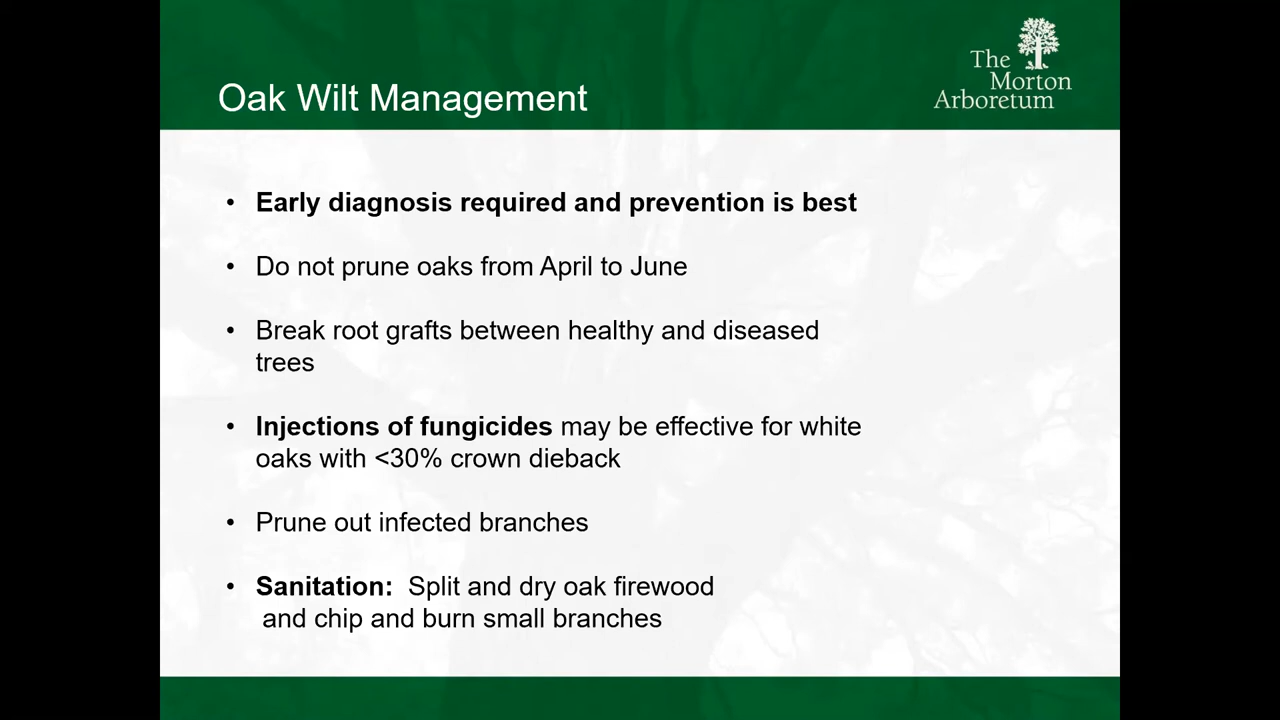 The
Morton
Arboretum
Oak Wilt Management
• Early diagnosis required and prevention is best
• Do not prune oaks from April to June
• Break root grafts between healthy and diseased
trees
• Injections of fungicides may be effective for white
oaks with <30% crown dieback
• Prune out infected branches
• Sanitation: Split and dry oak firewood
and chip and burn small branches